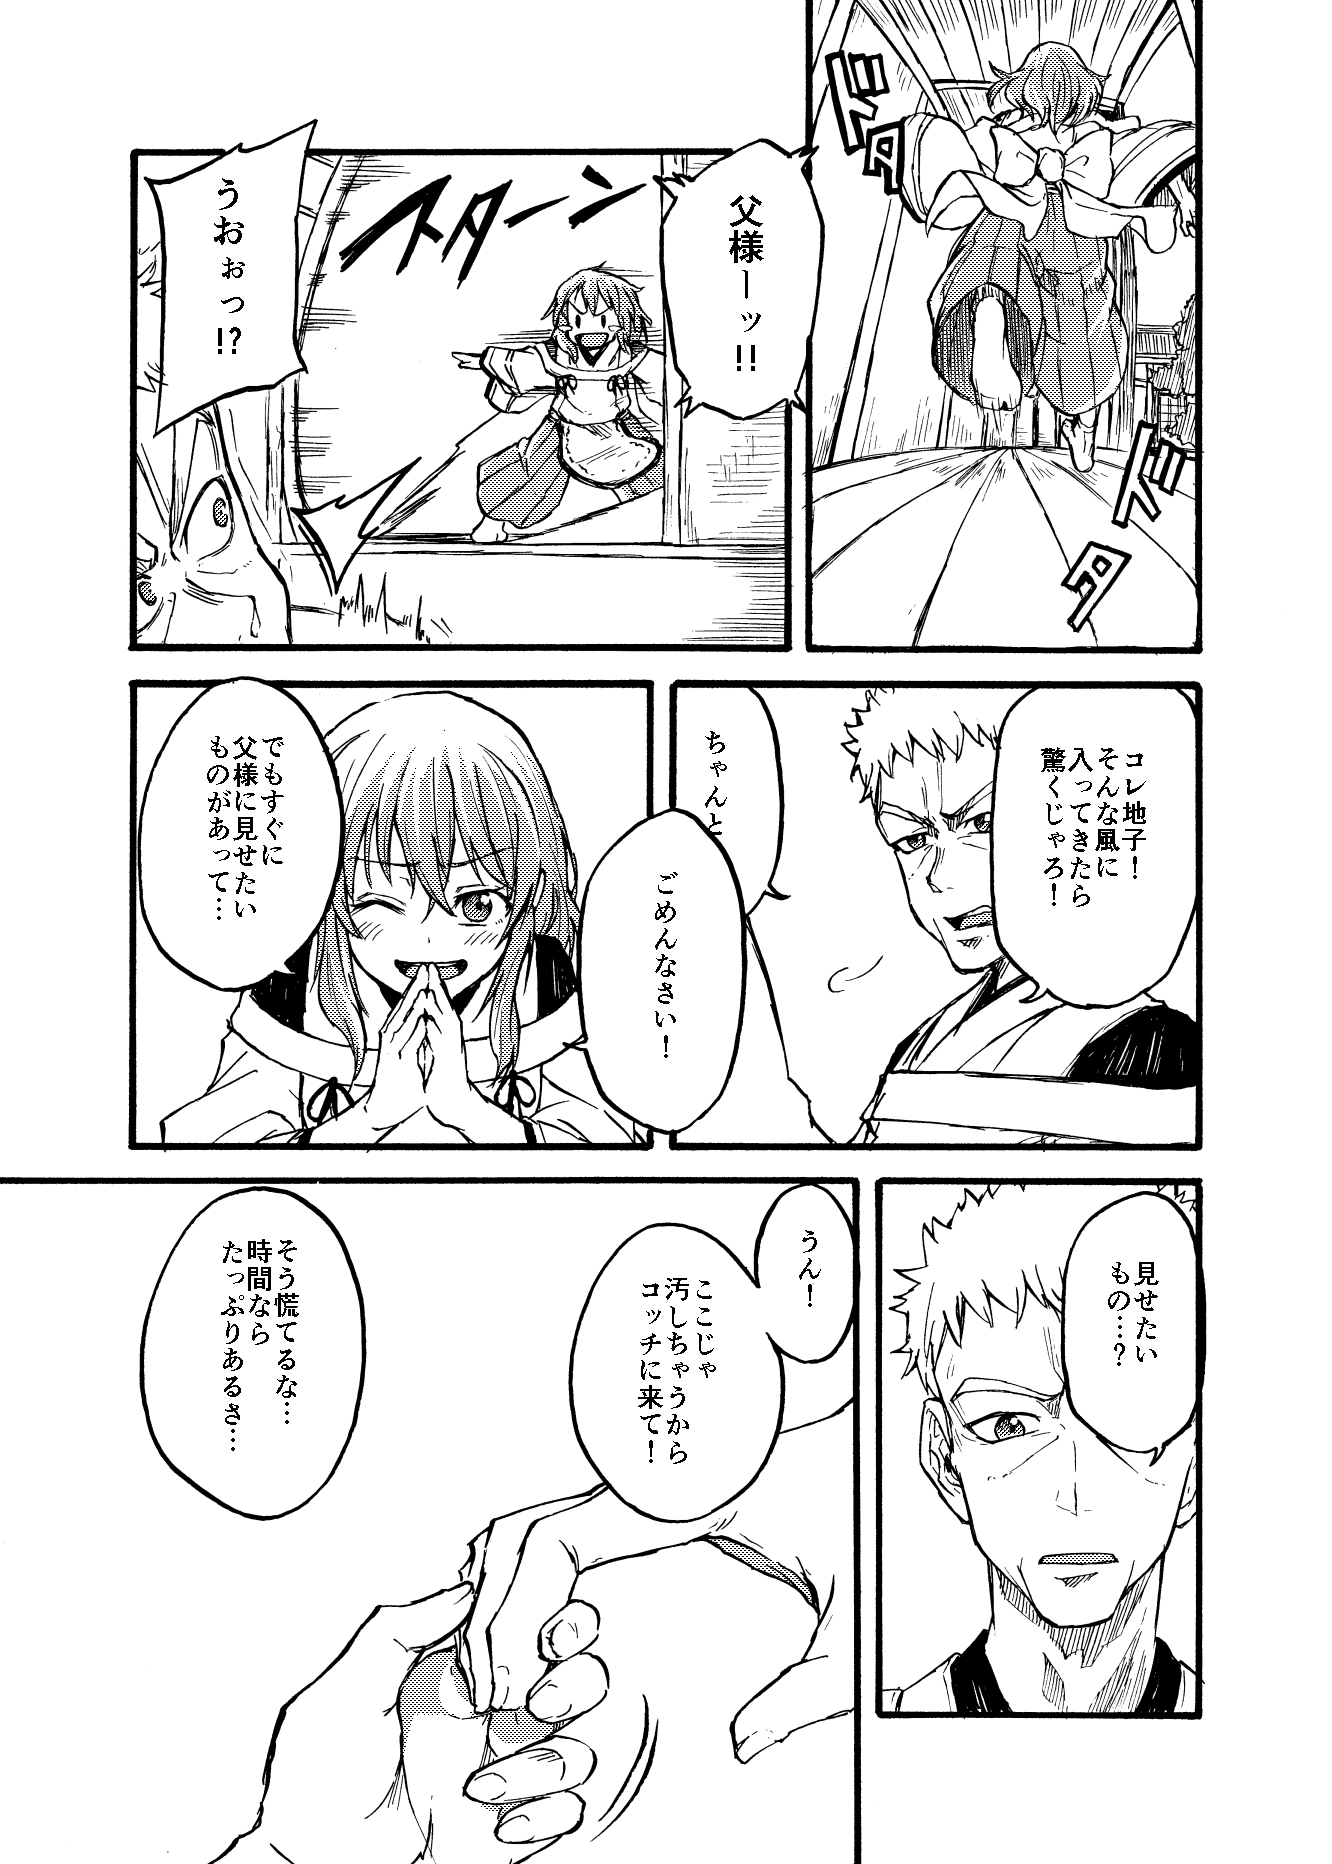 ドダ
ドダ
父様ーッ!!
スターン
うおぉっ!?
コレ地子！
そんな風に
入ってきたら
驚くじゃろ！
ちゃんと
ごめんなさい！
でもすぐに
父様に見せたい
ものがあって…
見せたい
もの…?
うん！
ここじゃ
汚しちゃうから
コッチに来て！
そう慌てるな…
時間なら
たっぷりあるさ…